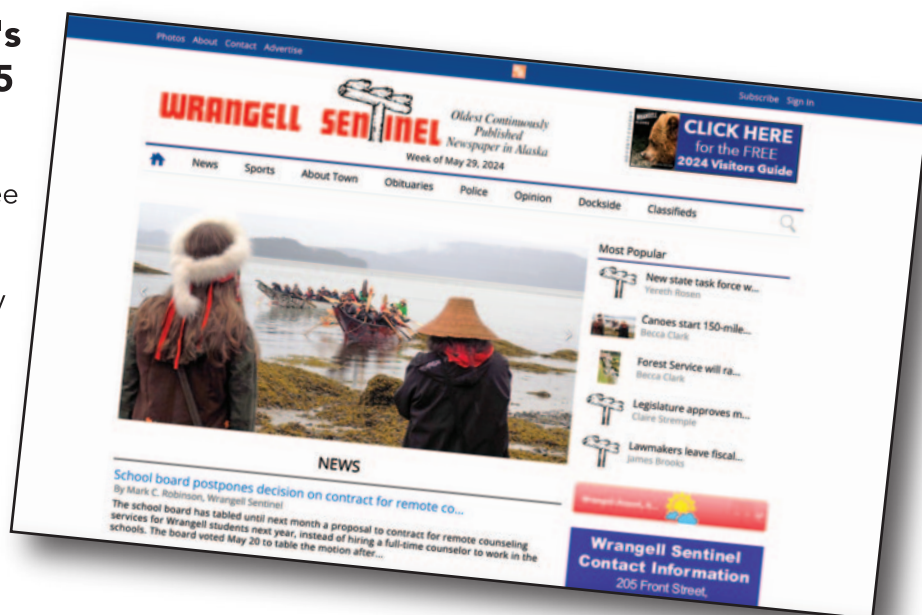 's
5
ee
y
Photos About Contact Advertise
Subscribe Sign In
WRANGELL SENTINEL
Oldest Continuously
Published
Newspaper in Alaska
Week of May 29, 2024
CLICK HERE
for the FREE
2024 Visitors Guide
News Sports About Town Obituaries Police Opinion Dockside Classifieds
Most Popular
New state task force w...
Yereth Rosen
Canoes start 150-mile...
Becca Clark
Forest Service will ra...
Becca Clark
Legislature approves m...
Claire Stremple
Lawmakers leave fiscal...
James Brooks
NEWS
School board postpones decision on contract for remote co...
By Mark C. Robinson, Wrangell Sentinel
The school board has tabled until next month a proposal to contract for remote counseling
services for Wrangell students next year, instead of hiring a full-time counselor to work in the
schools. The board voted May 20 to table the motion after...
Wrangell Sentinel
Contact Information
205 Front Street,